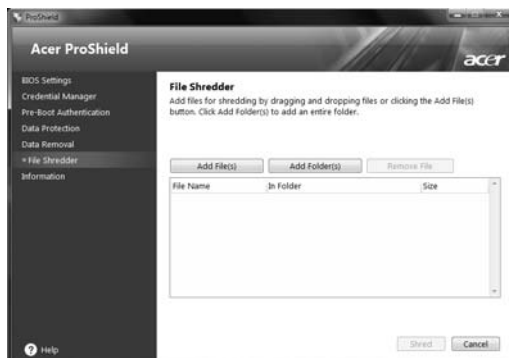 ProShield
Acer ProShield
acer
BIOS Settings
Credential Manager
Pre-Boot Authentication
Data Protection
Data Removal
File Shredder
Information
Help
File Shredder
Add files for shredding by dragging and dropping files or clicking the Add File(s)
button. Click Add Folder(s) to add an entire folder.
Add File(s) Add Folder(s) Remove File
File Name In Folder Size
Shred Cancel